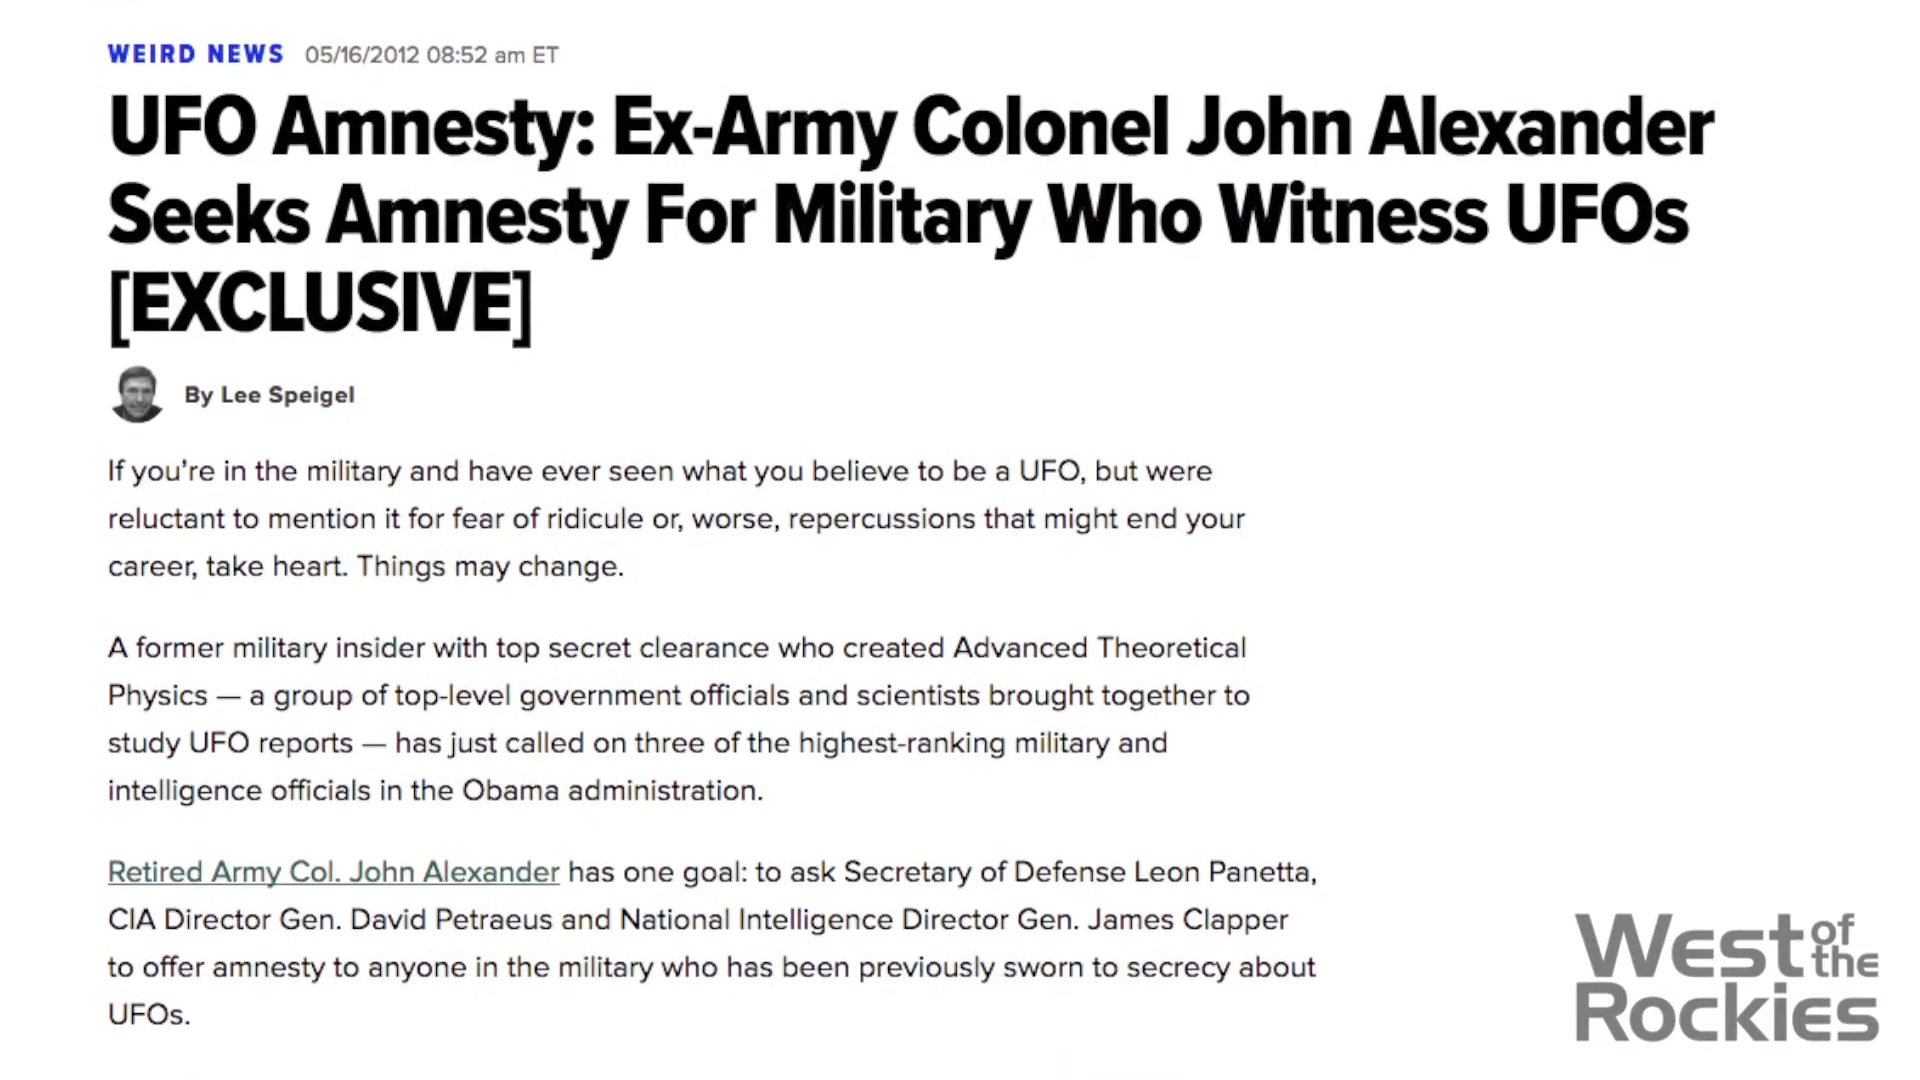 WEIRD NEWS 05/16/2012 08:52 am ET
UFO Amnesty: Ex-Army Colonel John Alexander
Seeks Amnesty For Military Who Witness UFOs
[EXCLUSIVE]
By Lee Speigel
If you're in the military and have ever seen what you believe to be a UFO, but were
reluctant to mention it for fear of ridicule or, worse, repercussions that might end your
career, take heart. Things may change.
A former military insider with top secret clearance who created Advanced Theoretical
Physics — a group of top-level government officials and scientists brought together to
study UFO reports — has just called on three of the highest-ranking military and
intelligence officials in the Obama administration.
Retired Army Col. John Alexander has one goal: to ask Secretary of Defense Leon Panetta,
CIA Director Gen. David Petraeus and National Intelligence Director Gen. James Clapper
to offer amnesty to anyone in the military who has been previously sworn to secrecy about
UFOs.
West of the
Rockies